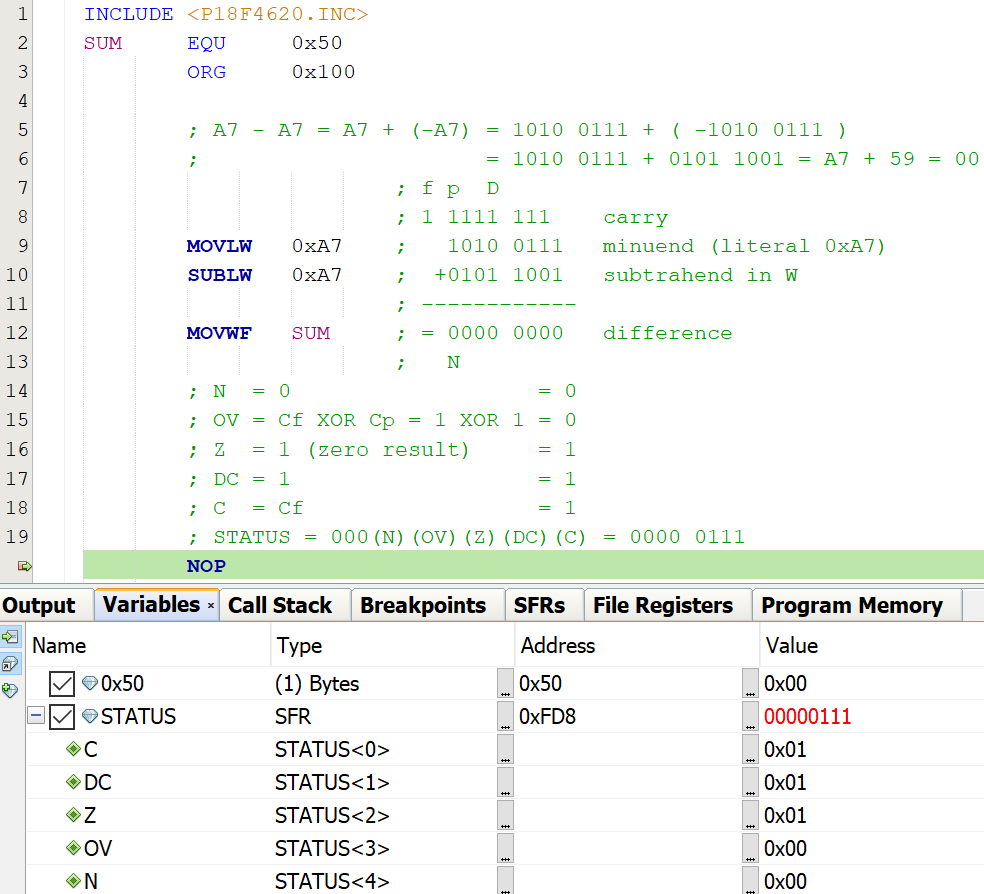 1 INCLUDE <P18F4620.INC>
2 SUM EQU 0x50
3 ORG 0x100
4
5 ; A7 - A7 = A7 + (-A7) = 1010 0111 + ( -1010 0111 )
6 ; = 1010 0111 + 0101 1001 = A7 + 59 = 00
7 ; f p D
8 ; 1 1111 111 carry
9 MOVLW 0xA7 ; 1010 0111 minuend (literal 0xA7)
10 SUBLW 0xA7 ; +0101 1001 subtrahend in W
11 ; ------------
12 MOVWF SUM ; = 0000 0000 difference
13 ; N
14 ; N = 0 = 0
15 ; OV = Cf XOR Cp = 1 XOR 1 = 0
16 ; Z = 1 (zero result) = 1
17 ; DC = 1 = 1
18 ; C = Cf = 1
19 ; STATUS = 000(N)(OV)(Z)(DC)(C) = 0000 0111
NOP
Output Variables × Call Stack Breakpoints SFRs File Registers Program Memory
Name Type Address Value
0x50 (1) Bytes ... 0x50 ... 0x00
STATUS SFR ... 0xFD8 ... 00000111
C STATUS<0> ... ... 0x01
DC STATUS<1> ... ... 0x01
Z STATUS<2> ... ... 0x01
OV STATUS<3> ... ... 0x00
N STATUS<4> ... ... 0x00